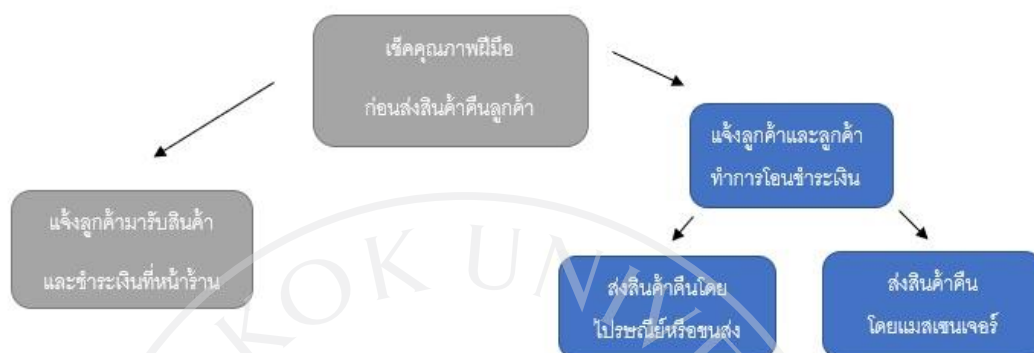 เช็คคุณภาพฝีมือ
ก่อนส่งสินค้าคืนลูกค้า
แจ้งลูกค้าและลูกค้า
ทำการโอนชำระเงิน
แจ้งลูกค้ามารับสินค้า
และชำระเงินที่หน้าร้าน
ส่งสินค้าคืนโดย
ไปรษณีย์หรือขนส่ง
ส่งสินค้าคืน
โดยแมสเซนเจอร์
KOK UNIVE